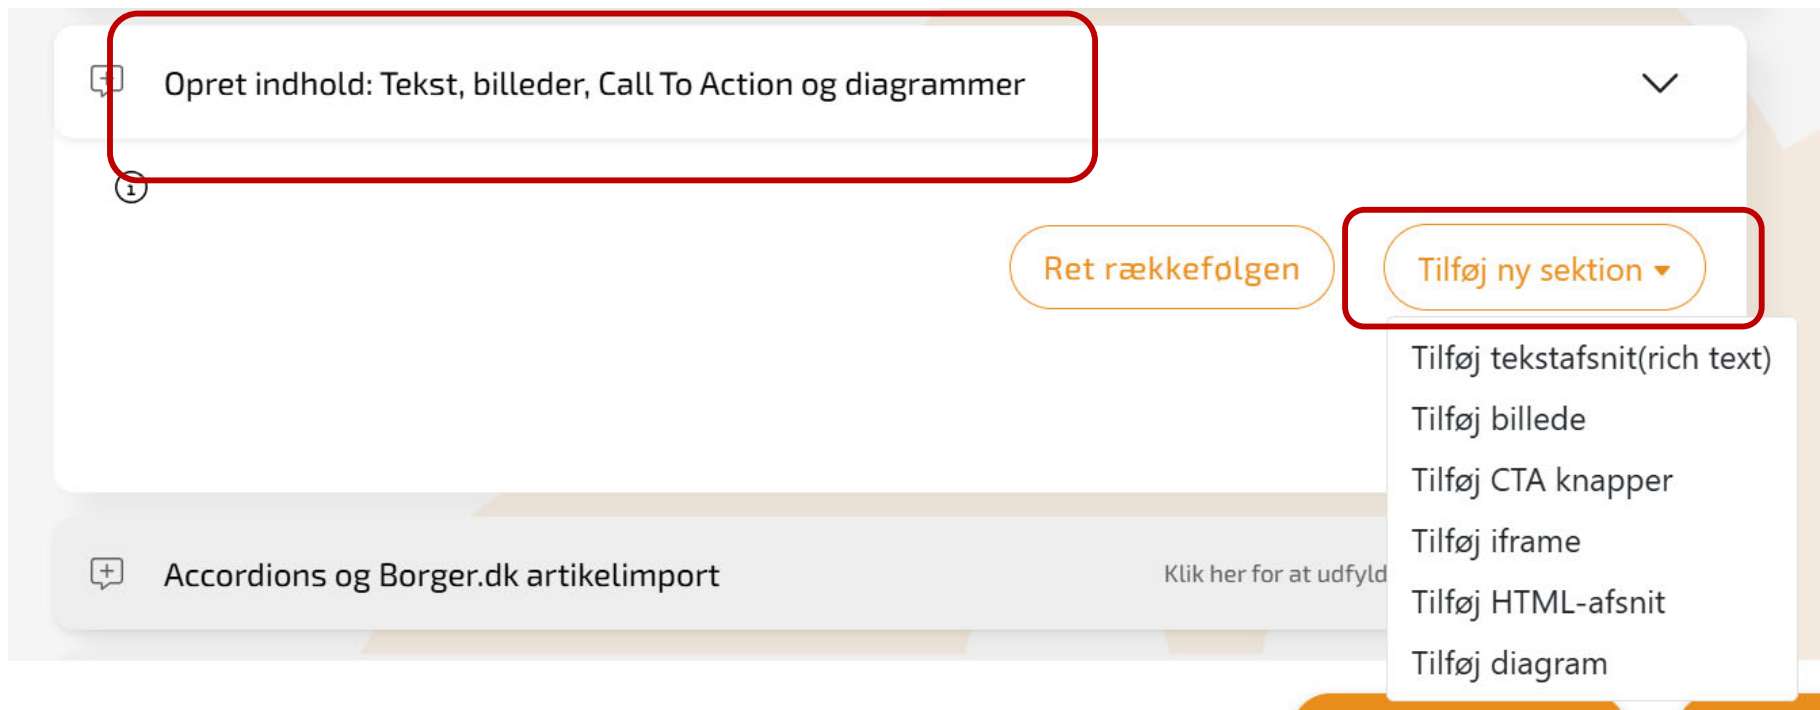 Opret indhold: Tekst, billeder, Call To Action og diagrammer
Ret rækkefølgen
Tilføj ny sektion
Tilføj tekstafsnit(rich text)
Tilføj billede
Tilføj CTA knapper
Tilføj iframe
Tilføj HTML-afsnit
Tilføj diagram
Accordions og Borger.dk artikelimport
Klik her for at udfyld